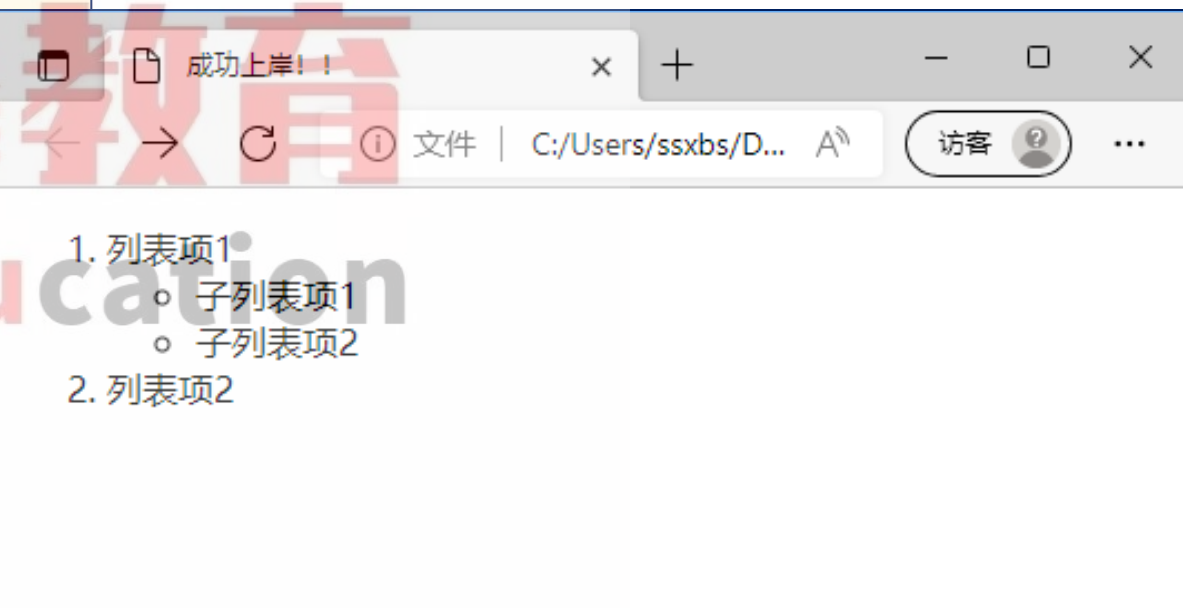 教育
成功上岸！！
文件 C:/Users/ssxbs/D... A
访客
1. 列表项1
ucation
子列表项1
子列表项2
2. 列表项2